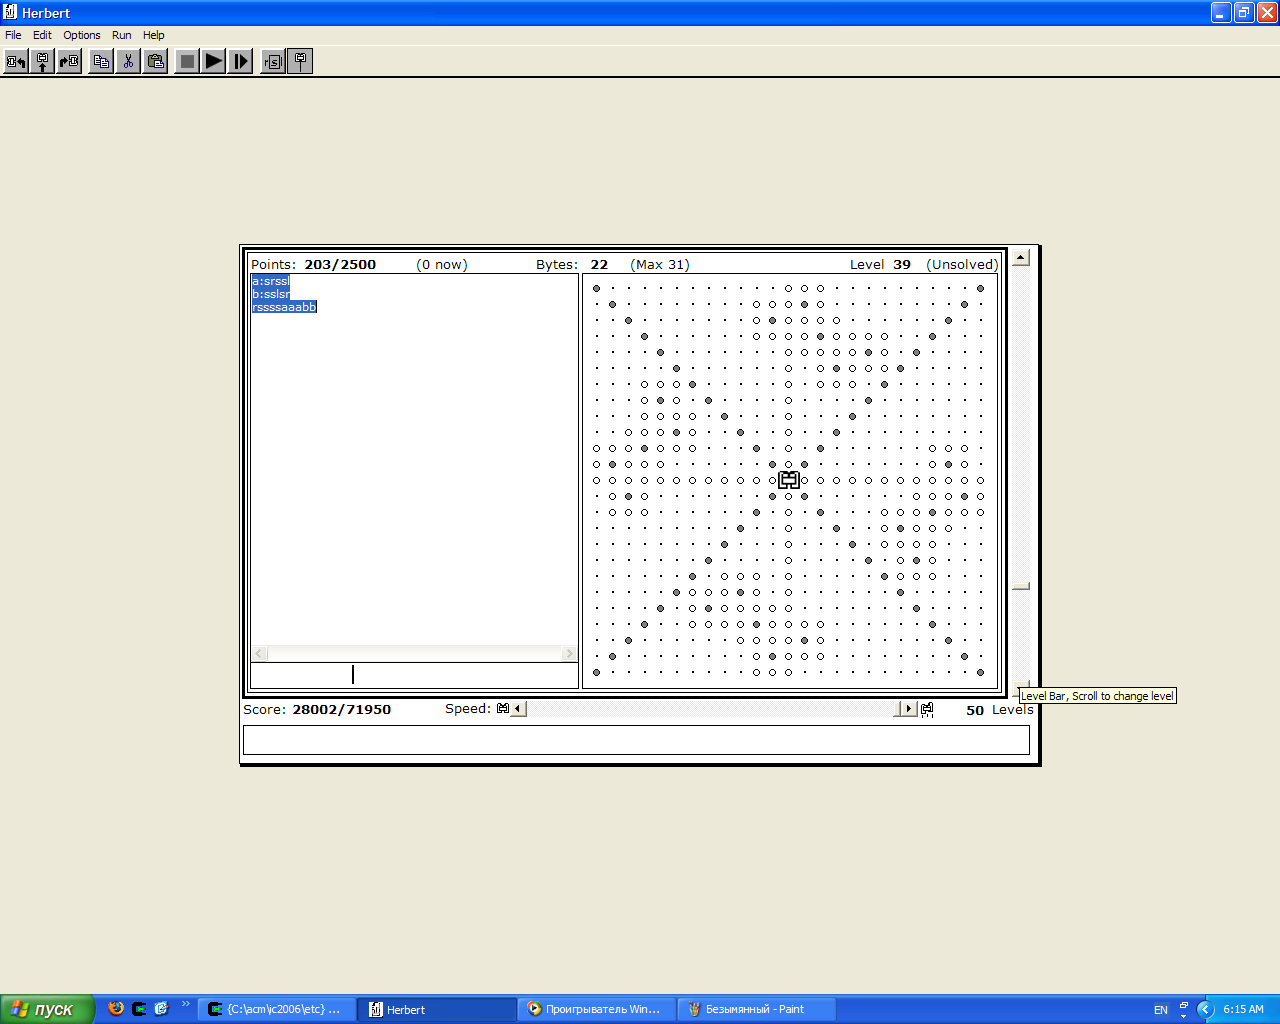 Herbert
File Edit Options Run Help
rsl
Points: 203/2500 (0 now) Bytes: 22 (Max 31) Level 39 (Unsolved)
a:srssl
b:sslsr
rssssaaabb
Level Bar, Scroll to change level
Score: 28002/71950 Speed: 50 Levels
пуск {C:\acm\ic2006\etc} ... Herbert Проигрыватель Win... Безымянный - Paint EN 6:15 AM